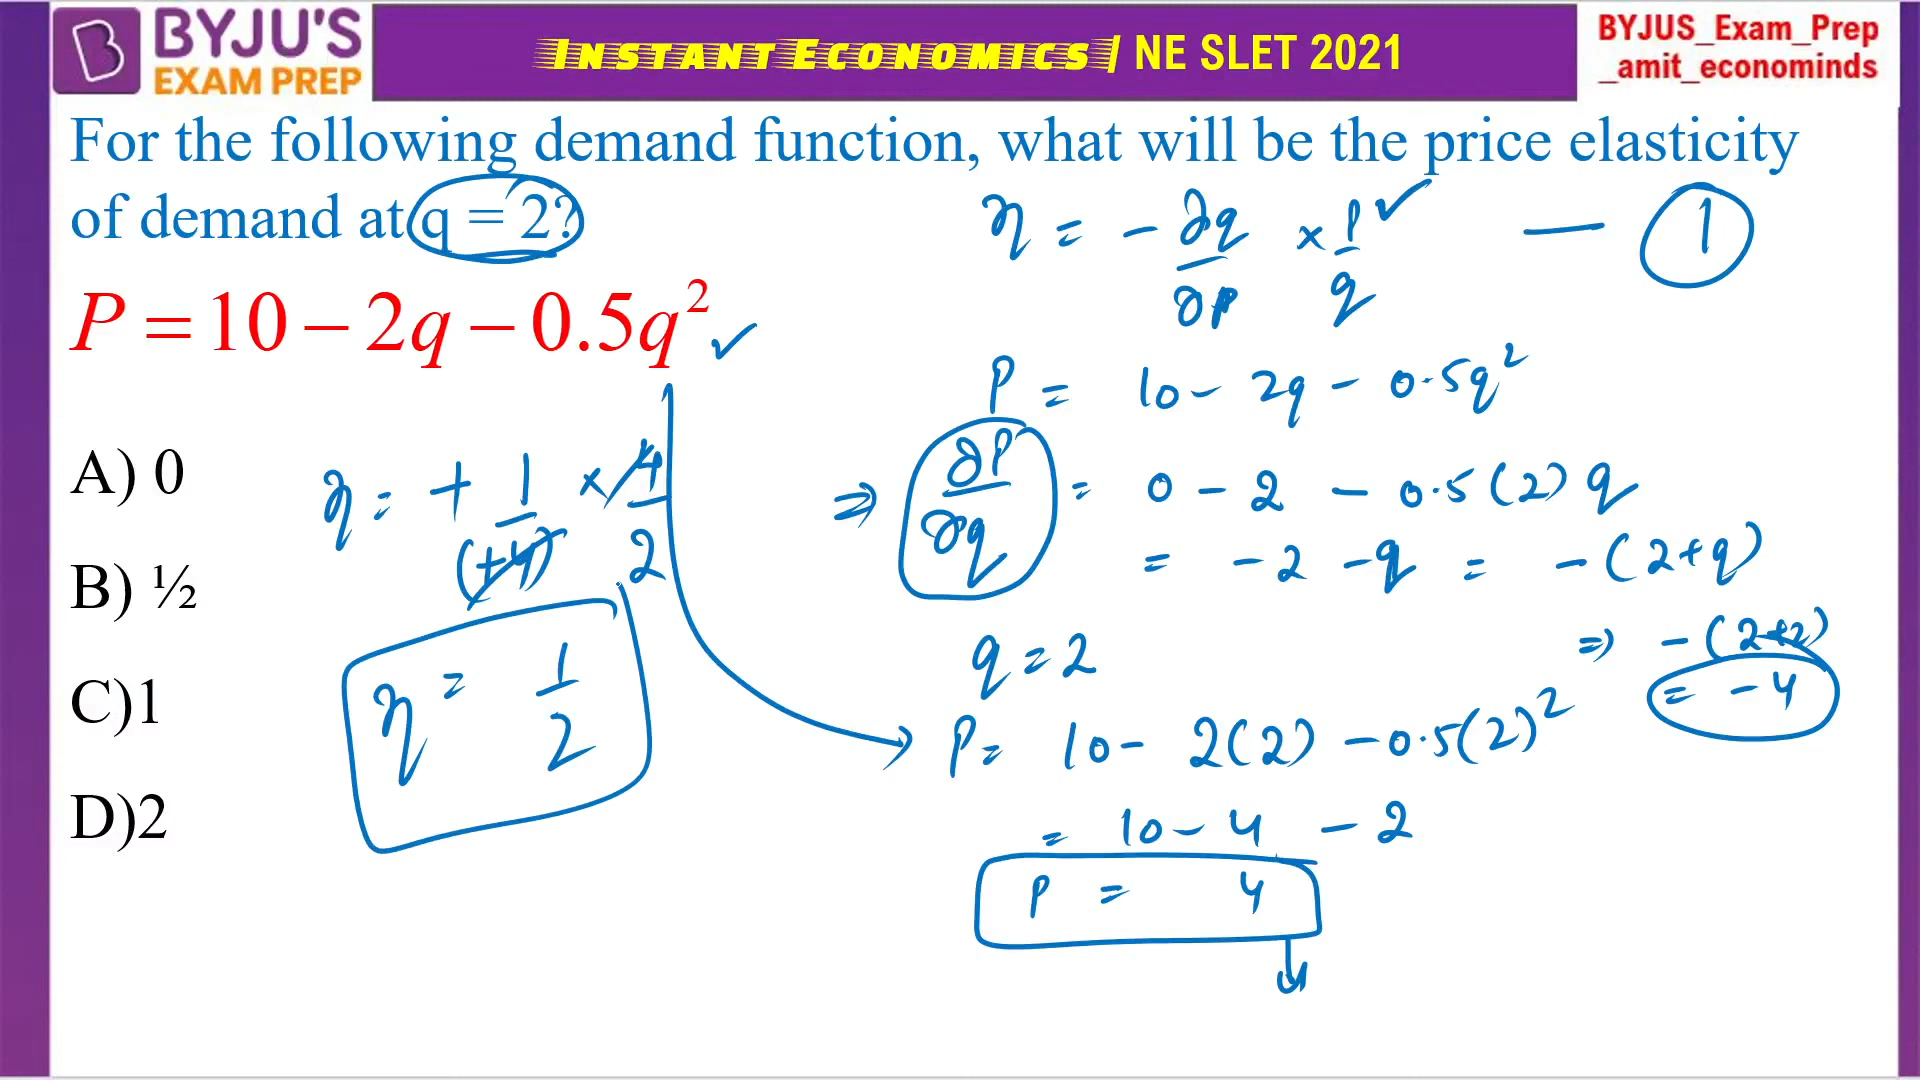 BYJU'S
EXAM PREP
INSTANT ECONOMICS | NE SLET 2021
BYJUS_Exam_Prep
_amit_econominds
For the following demand function, what will be the price elasticity
of demand at q = 2?
P = 10 − 2q − 0.5q²
A) 0
B) ½
C)1
D)2
η = − ∂q/∂P × P/q — 1
P = 10 − 2q − 0.5q²
⇒ ∂P/∂q = 0 − 2 − 0.5(2)q
= −2 − q = −(2+q)
⇒ −(2+2)
= −4
q = 2
P = 10 − 2(2) − 0.5(2)²
= 10 − 4 − 2
P = 4
η = + 1/(+4) × 4/2
η = 1/2